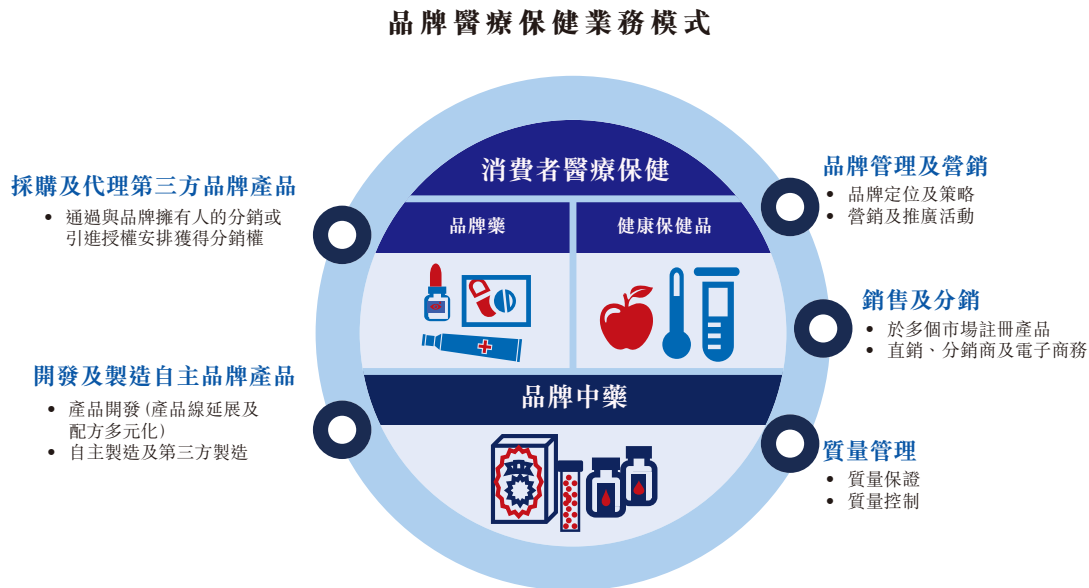 品牌醫療保健業務模式
消費者醫療保健
品牌藥
健康保健品
品牌中藥
採購及代理第三方品牌產品
• 通過與品牌擁有人的分銷或
引進授權安排獲得分銷權
開發及製造自主品牌產品
• 產品開發 (產品線延展及
配方多元化)
• 自主製造及第三方製造
品牌管理及營銷
• 品牌定位及策略
• 營銷及推廣活動
銷售及分銷
• 於多個市場註冊產品
• 直銷、分銷商及電子商務
質量管理
• 質量保證
• 質量控制